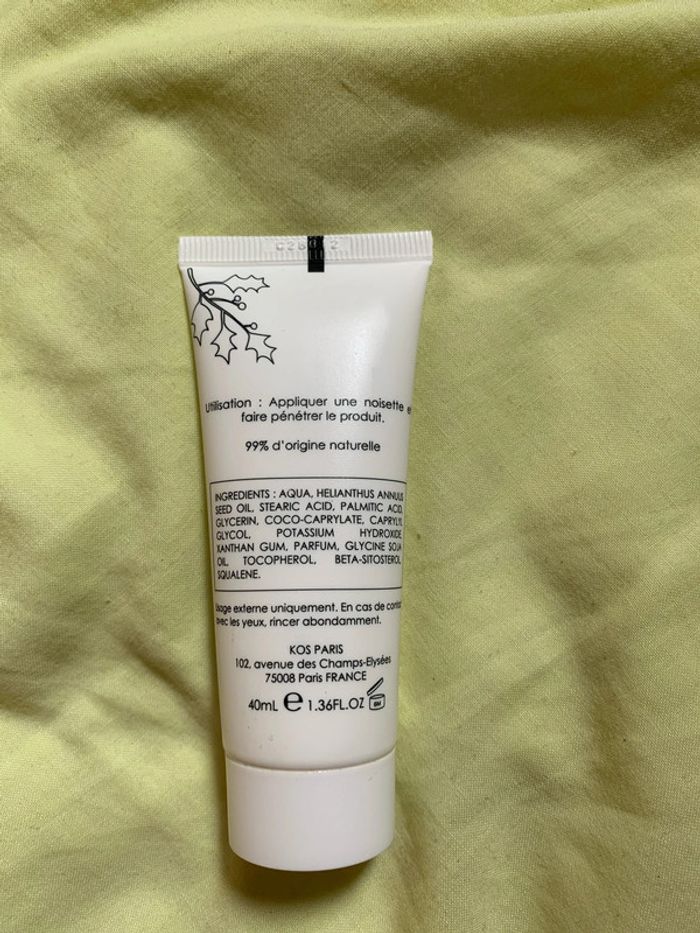 Utilisation : Appliquer une noisette e
faire pénétrer le produit.
99% d'origine naturelle
INGREDIENTS : AQUA, HELIANTHUS ANNUUS
SEED OIL, STEARIC ACID, PALMITIC ACID,
GLYCERIN, COCO-CAPRYLATE, CAPRYLYL
GLYCOL, POTASSIUM HYDROXIDE,
XANTHAN GUM, PARFUM, GLYCINE SOJA
OIL, TOCOPHEROL, BETA-SITOSTEROL,
SQUALENE.
Usage externe uniquement. En cas de contac
avec les yeux, rincer abondamment.
KOS PARIS
102, avenue des Champs-Elysées
75008 Paris FRANCE
40mL e 1.36FL.OZ 6M